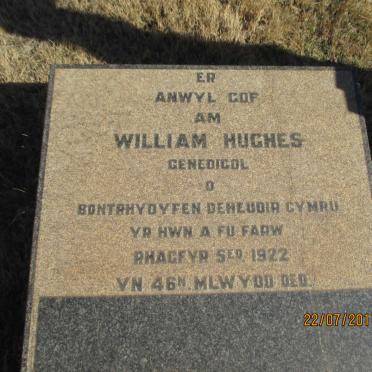 ER
ANWYL GOF
AM
WILLIAM HUGHES
GENEDIGOL
O
BONTRHYDYFEN DEHEUDIR CYMRU
YR HWN A FU FARW
RHAGFYR 5ED. 1922
YN 46N. MLWYDD OED.
22/07/201